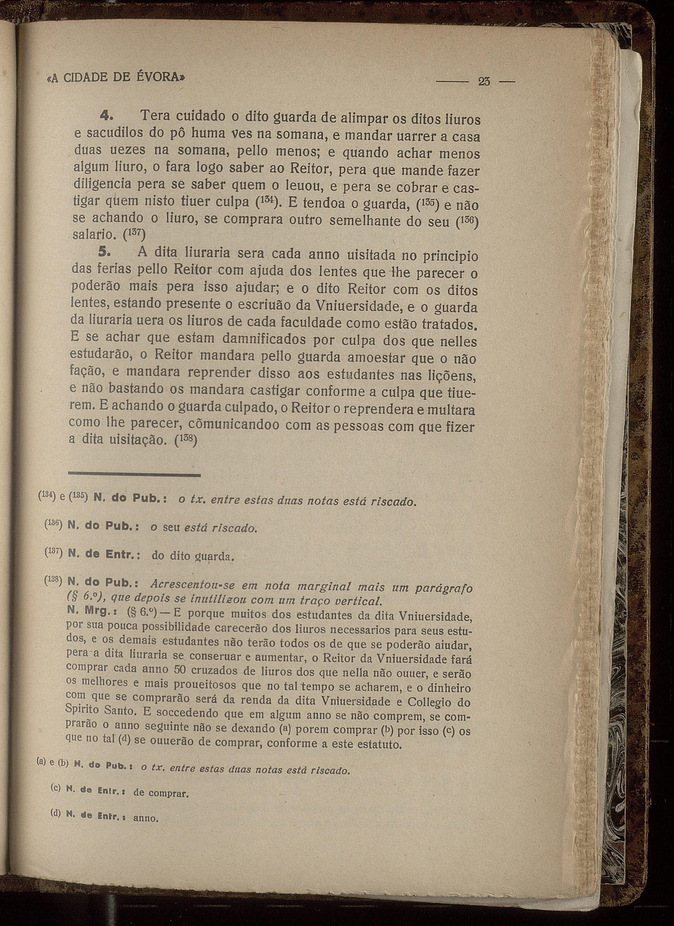 «A CIDADE DE ÉVORA» —— 23 —
4. Tera cuidado o dito guarda de alimpar os ditos liuros
e sacudilos do pô huma ves na somana, e mandar uarrer a casa
duas uezes na somana, pello menos; e quando achar menos
algum liuro, o fara logo saber ao Reitor, pera que mande fazer
diligencia pera se saber quem o leuou, e pera se cobrar e cas-
tigar quem nisto tiuer culpa (¹³⁴). E tendoa o guarda, (¹³⁵) e não
se achando o liuro, se comprara outro semelhante do seu (¹³⁶)
salario. (¹³⁷)
5. A dita liuraria sera cada anno uisitada no principio
das ferias pello Reitor com ajuda dos lentes que lhe parecer o
poderão mais pera isso ajudar; e o dito Reitor com os ditos
lentes, estando presente o escriuão da Vniuersidade, e o guarda
da liuraria uera os liuros de cada faculdade como estão tratados.
E se achar que estam damnificados por culpa dos que nelles
estudarão, o Reitor mandara pello guarda amoestar que o não
fação, e mandara reprender disso aos estudantes nas liçõens,
e não bastando os mandara castigar conforme a culpa que tiue-
rem. E achando o guarda culpado, o Reitor o reprendera e multara
como lhe parecer, cômunicandoo com as pessoas com que fizer
a dita uisitação. (¹³⁸)
(¹³⁴) e (¹³⁵) N. do Pub.: o tx. entre estas duas notas está riscado.
(¹³⁶) N. do Pub.: o seu está riscado.
(¹³⁷) N. de Entr.: do dito guarda.
(¹³⁸) N. do Pub.: Acrescentou-se em nota marginal mais um parágrafo
(§ 6.º), que depois se inutilizou com um traço vertical.
N. Mrg.: (§ 6.º) — E porque muitos dos estudantes da dita Vniuersidade,
por sua pouca possibilidade carecerão dos liuros necessarios para seus estu-
dos, e os demais estudantes não terão todos os de que se poderão aiudar,
pera a dita liuraria se conseruar e aumentar, o Reitor da Vniuersidade fará
comprar cada anno 50 cruzados de liuros dos que nella não ouuer, e serão
os melhores e mais proueitosos que no tal tempo se acharem, e o dinheiro
com que se comprarão será da renda da dita Vniuersidade e Collegio do
Spirito Santo. E soccedendo que em algum anno se não comprem, se com-
prarão o anno seguinte não se dexando (a) porem comprar (b) por isso (c) os
que no tal (d) se ouuerão de comprar, conforme a este estatuto.
(a) e (b) N. do Pub.: o tx. entre estas duas notas está riscado.
(c) N. de Entr.: de comprar.
(d) N. de Entr.: anno.